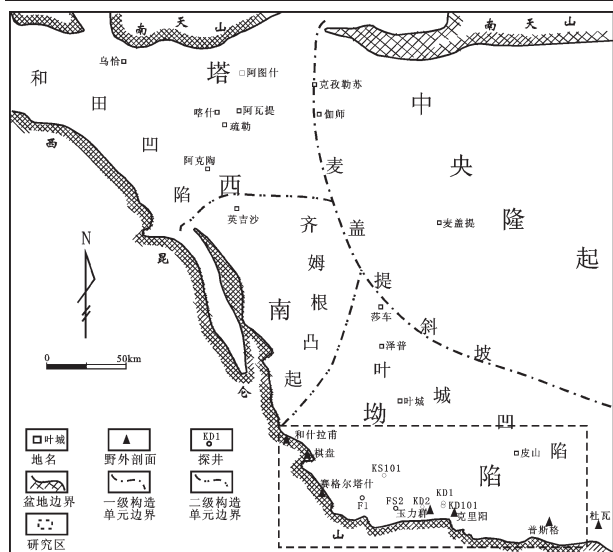 南天山
南天山
乌恰
阿图什
和田凹陷
塔西南坳陷
克孜勒苏
中央隆起
喀什
阿瓦提
疏勒
伽师
西昆仑山
阿克陶
麦盖提斜坡
英吉沙
麦盖提
齐姆根凸起
N
莎车
泽普
0
50km
叶城凹陷
叶城
和什拉甫
棋盘
皮山
赛格尔塔什
KS101
F1
FS2
KD2
KD1
KD101
玉力群
克里阳
普斯格
杜瓦
叶城
KD1
地名
野外剖面
探井
盆地边界
一级构造
单元边界
二级构造
单元边界
研究区